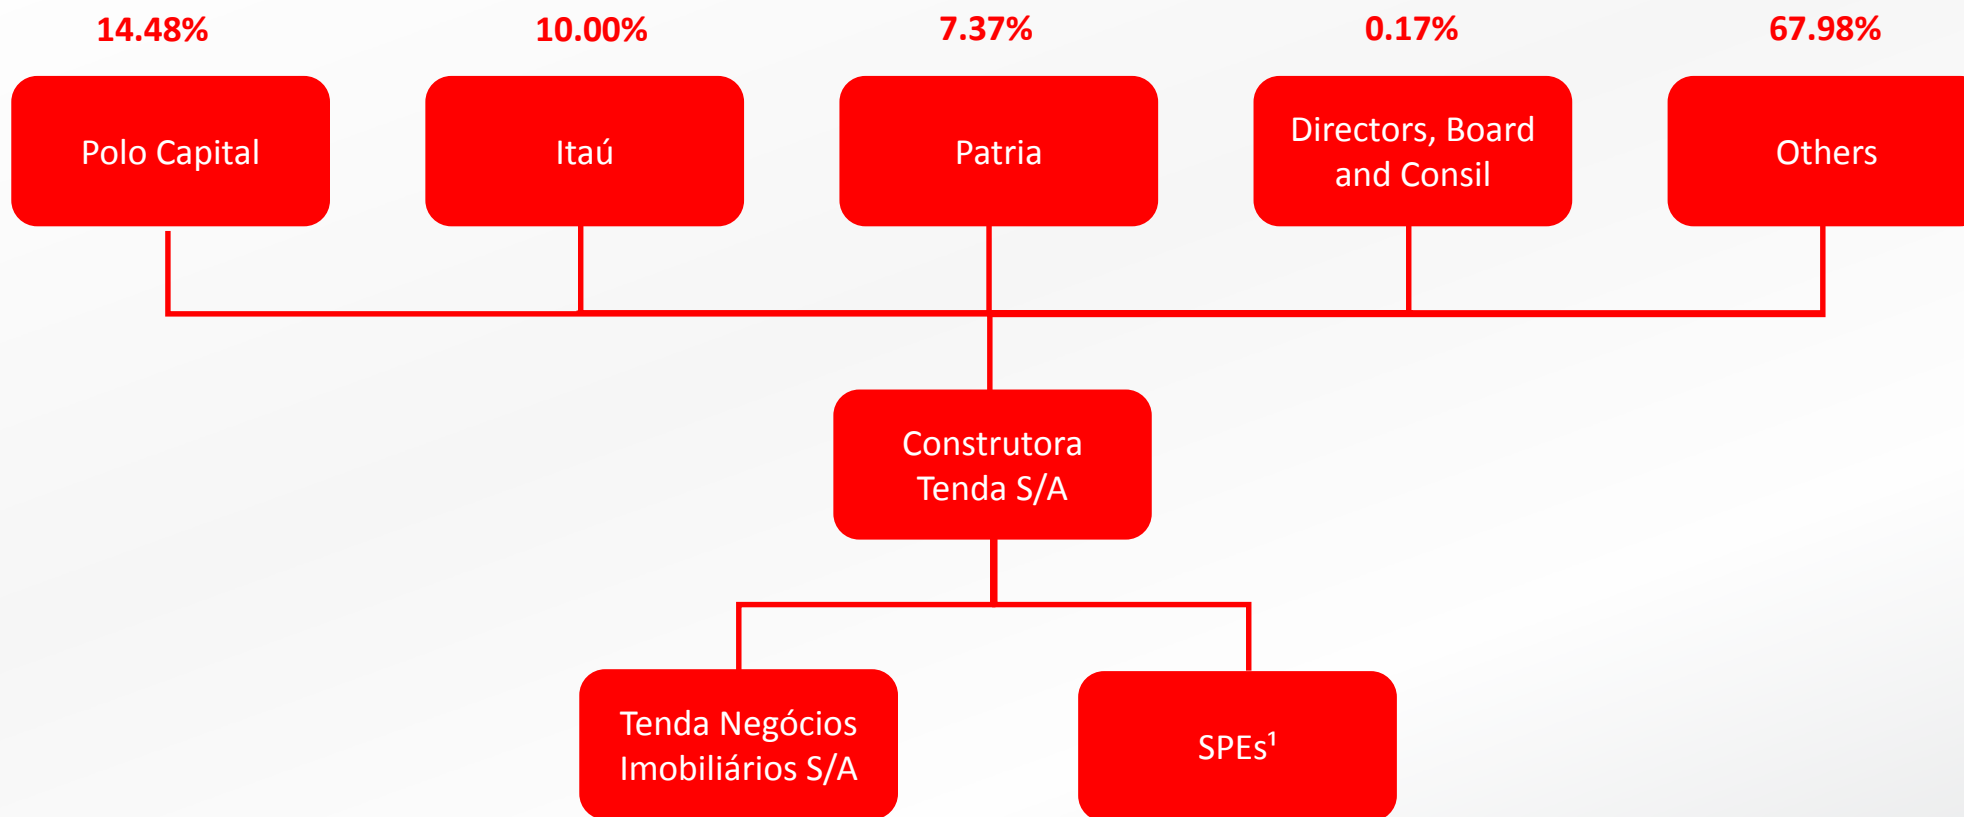 14.48%
10.00%
7.37%
0.17%
67.98%
Polo Capital
Itaú
Patria
Directors, Board
and Consil
Others
Construtora
Tenda S/A
Tenda Negócios
Imobiliários S/A
SPEs¹